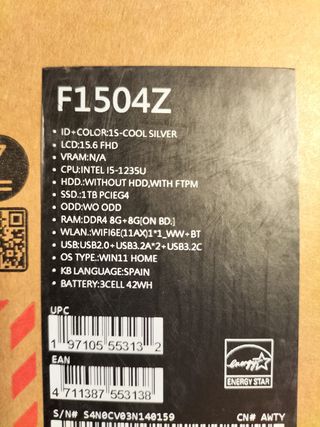 F1504Z
• ID+COLOR:1S-COOL SILVER
• LCD:15.6 FHD
• VRAM:N/A
• CPU:INTEL I5-1235U
• HDD.:WITHOUT HDD,WITH FTPM
• SSD.:1TB PCIEG4
• ODD:WO ODD
• RAM:DDR4 8G+8G[ON BD.]
• WLAN.:WIFI6E(11AX)1*1_WW+BT
• USB:USB2.0+USB3.2A*2+USB3.2C
• OS TYPE:WIN11 HOME
• KB LANGUAGE:SPAIN
• BATTERY:3CELL 42WH
UPC
1 97105 55313 2
EAN
4 711387 553138
energy
ENERGY STAR
S/N# S4N0CV03N140159 CN# AWTY